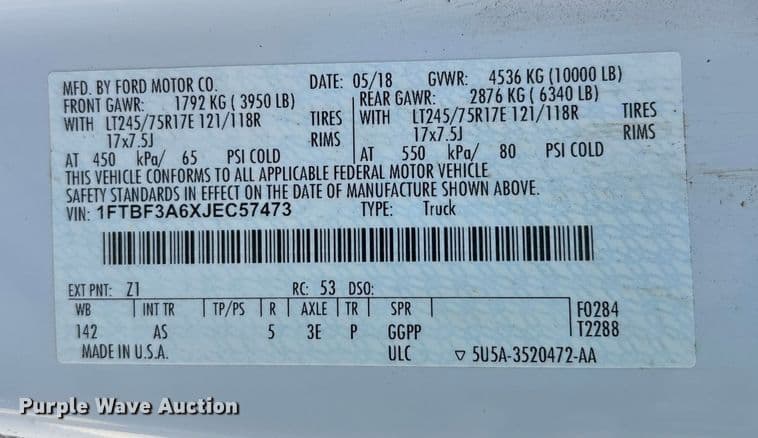 MFD. BY FORD MOTOR CO. DATE: 05/18 GVWR: 4536 KG (10000 LB)
FRONT GAWR: 1792 KG ( 3950 LB) REAR GAWR: 2876 KG ( 6340 LB)
WITH LT245/75R17E 121/118R TIRES WITH LT245/75R17E 121/118R TIRES
17x7.5J RIMS 17x7.5J RIMS
AT 450 kPa/ 65 PSI COLD AT 550 kPa/ 80 PSI COLD
THIS VEHICLE CONFORMS TO ALL APPLICABLE FEDERAL MOTOR VEHICLE
SAFETY STANDARDS IN EFFECT ON THE DATE OF MANUFACTURE SHOWN ABOVE.
VIN: 1FTBF3A6XJEC57473 TYPE: Truck
EXT PNT: Z1 RC: 53 DSO:
WB INT TR TP/PS R AXLE TR SPR F0284
142 AS 5 3E P GGPP T2288
MADE IN U.S.A. ULC ▽ 5U5A-3520472-AA
Purple Wave Auction